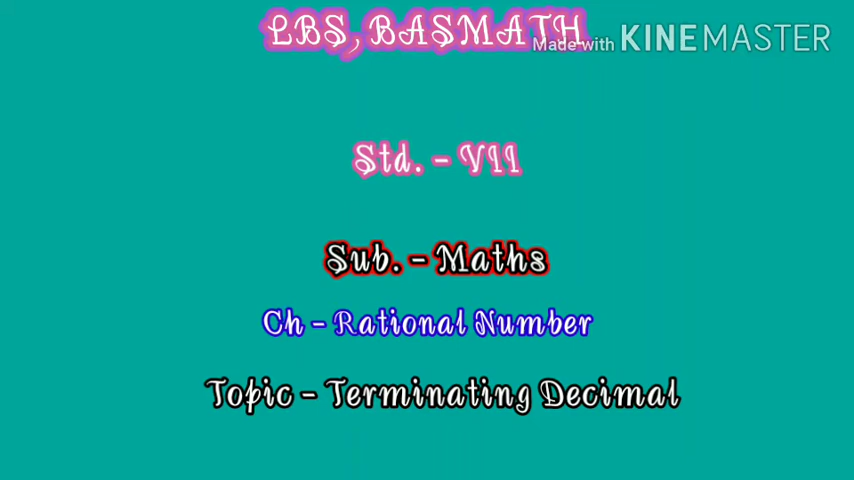 LBS, BASMATH
Made with KINEMASTER
Std. - VII
Sub. - Maths
Ch - Rational Number
Topic - Terminating Decimal